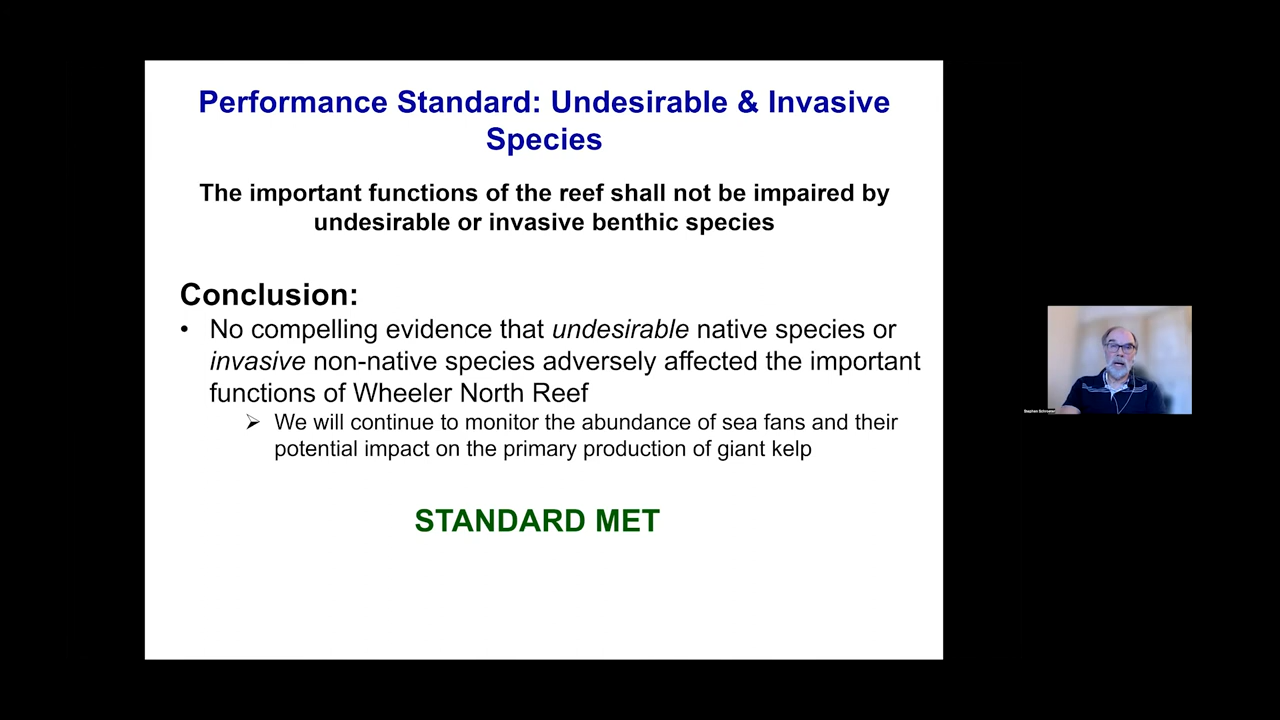 Performance Standard: Undesirable & Invasive
Species
The important functions of the reef shall not be impaired by
undesirable or invasive benthic species
Conclusion:
• No compelling evidence that undesirable native species or
invasive non-native species adversely affected the important
functions of Wheeler North Reef
➢ We will continue to monitor the abundance of sea fans and their
potential impact on the primary production of giant kelp
STANDARD MET
Stephen Schroeter